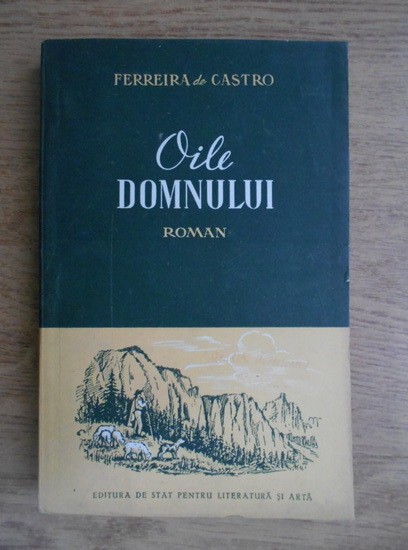 FERREIRA de CASTRO
Oile
DOMNULUI
ROMAN
EDITURA DE STAT PENTRU LITERATURĂ ȘI ARTĂ